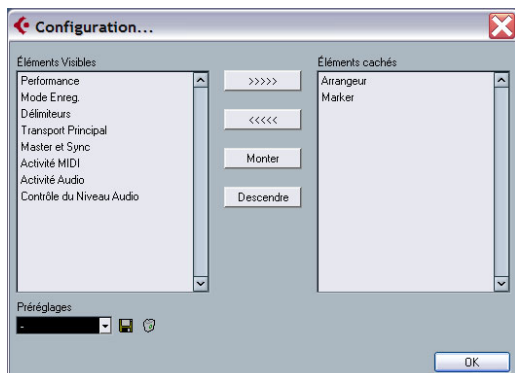 Configuration...
Éléments Visibles
Performance
Mode Enreg.
Délimiteurs
Transport Principal
Master et Sync
Activité MIDI
Activité Audio
Contrôle du Niveau Audio
>>>>>
<<<<<
Monter
Descendre
Éléments cachés
Arrangeur
Marker
Préréglages
-
OK